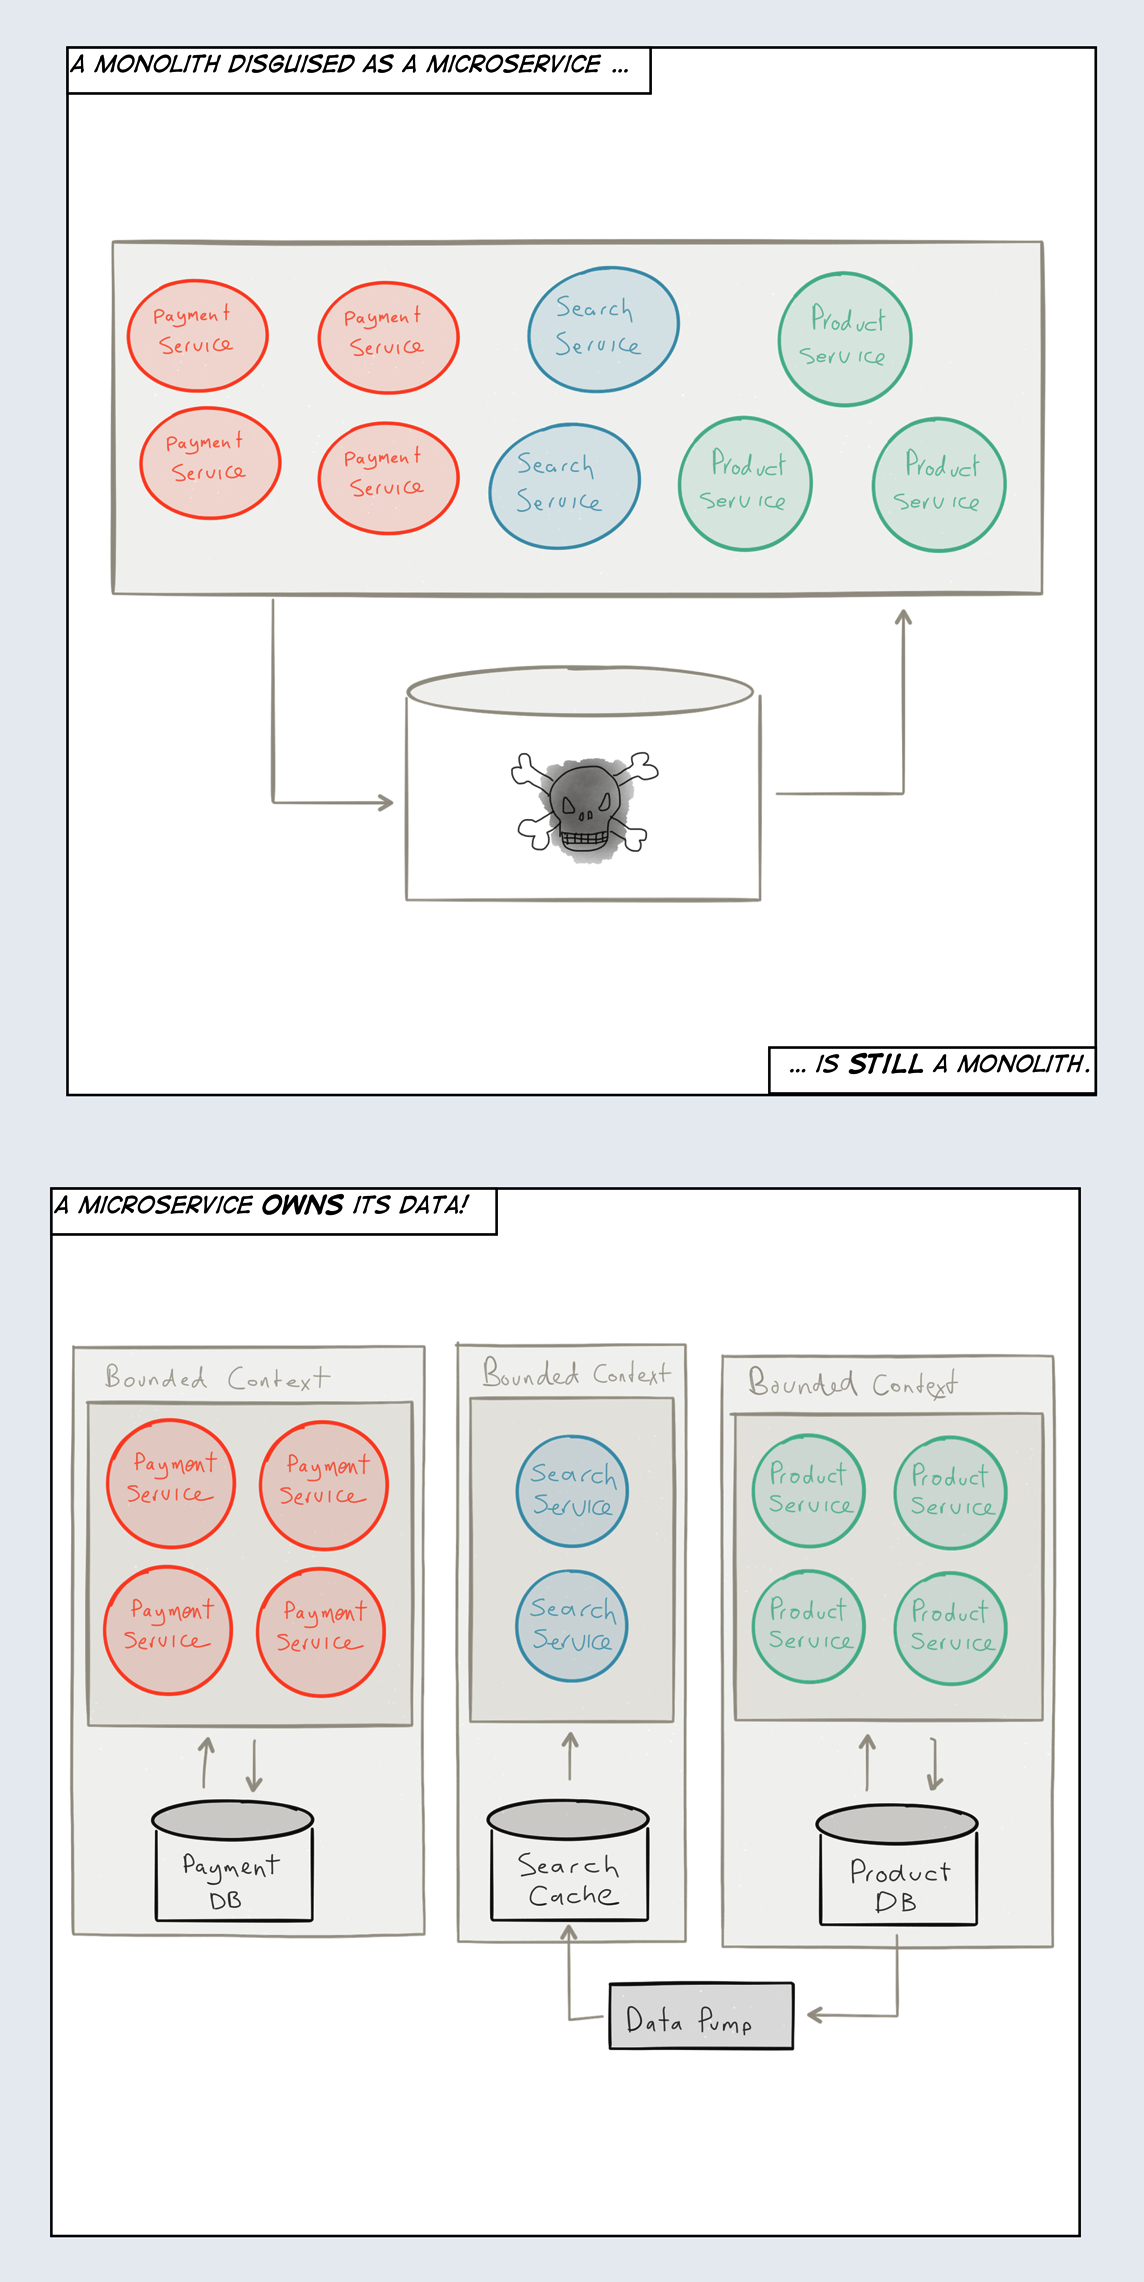 A MONOLITH DISGUISED AS A MICROSERVICE ...
Payment
Service
Payment
Service
Search
Service
Product
Service
Payment
Service
Payment
Service
Search
Service
Product
Service
Product
Service
... IS STILL A MONOLITH.
A MICROSERVICE OWNS ITS DATA!
Bounded Context
Payment
Service
Payment
Service
Payment
Service
Payment
Service
Payment
DB
Bounded Context
Search
Service
Search
Service
Search
Cache
Bounded Context
Product
Service
Product
Service
Product
Service
Product
Service
Product
DB
Data Pump